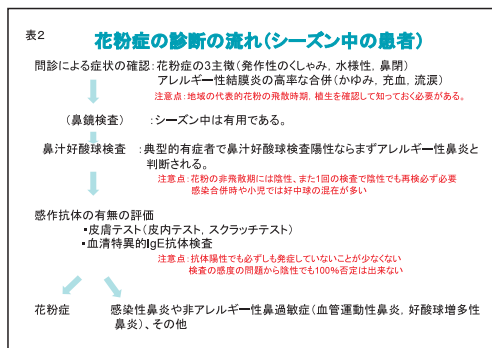 表2
花粉症の診断の流れ(シーズン中の患者)
問診による症状の確認:花粉症の3主徴(発作性のくしゃみ, 水様性, 鼻閉)
アレルギー性結膜炎の高率な合併(かゆみ, 充血, 流涙)
注意点:地域の代表的花粉の飛散時期, 植生を確認して知っておく必要がある。
(鼻鏡検査) :シーズン中は有用である。
鼻汁好酸球検査 :典型的有症者で鼻汁好酸球検査陽性ならまずアレルギー性鼻炎と
判断される。
注意点:花粉の非飛散期には陰性、また1回の検査で陰性でも再検必ず必要
感染合併時や小児では好中球の混在が多い
感作抗体の有無の評価
・皮膚テスト(皮内テスト, スクラッチテスト)
・血清特異的IgE抗体検査
注意点:抗体陽性でも必ずしも発症していないことが少なくない
検査の感度の問題から陰性でも100%否定は出来ない
花粉症 感染性鼻炎や非アレルギー性鼻過敏症(血管運動性鼻炎, 好酸球増多性
鼻炎)、その他